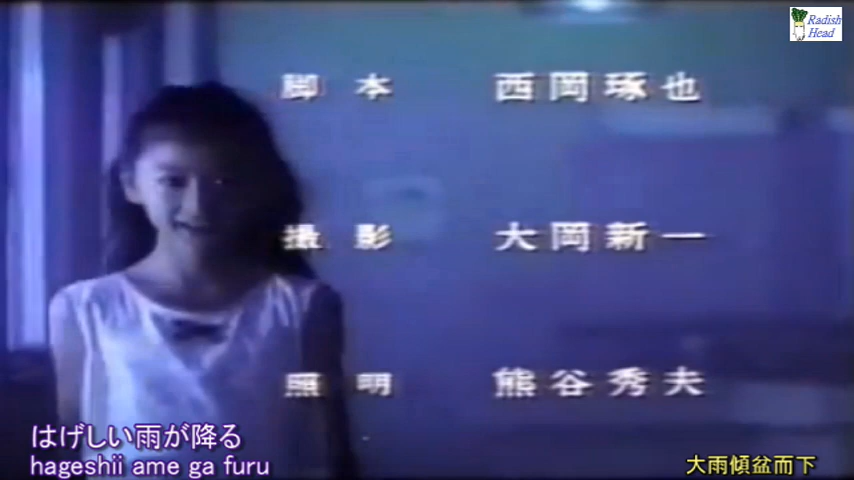 Radish
Head
脚本 西岡琢也
撮影 大岡新一
照明 熊谷秀夫
はげしい雨が降る
hageshii ame ga furu
大雨傾盆而下